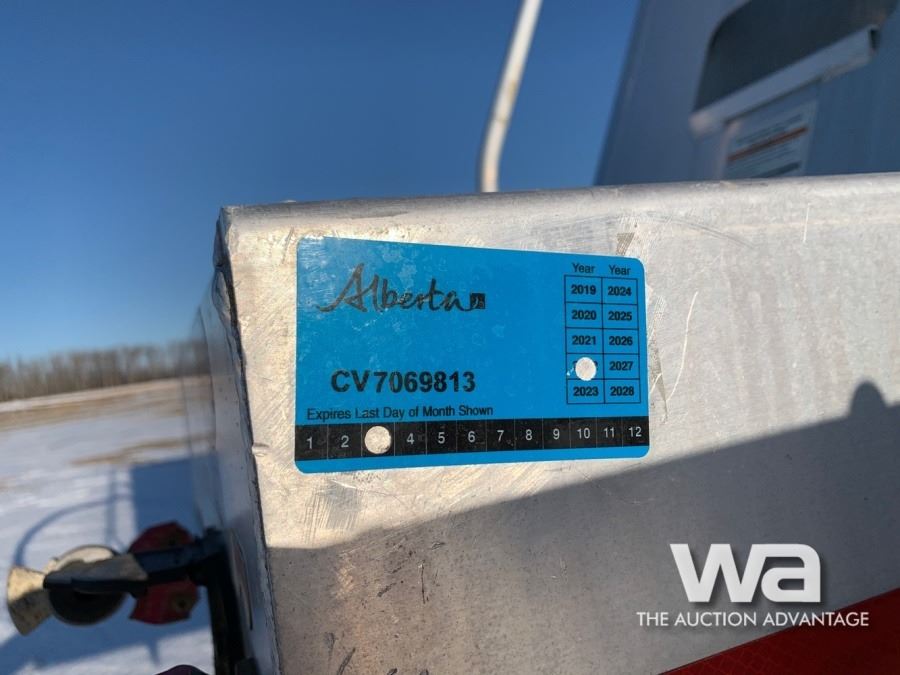 Alberta
Year Year
2019 2024
2020 2025
2021 2026
2027
2023 2028
CV7069813
Expires Last Day of Month Shown
1 2 4 5 6 7 8 9 10 11 12
wa
THE AUCTION ADVANTAGE